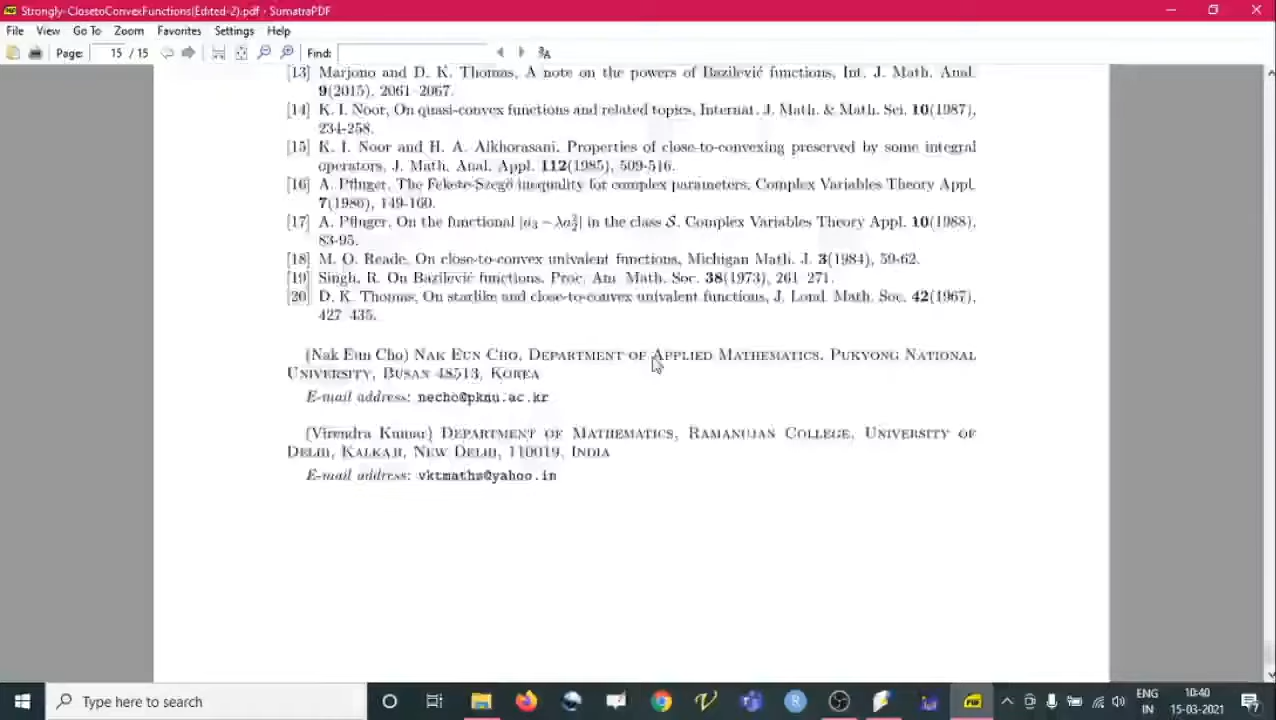 Strongly-ClosetoConvexFunctions(Edited-2).pdf - SumatraPDF
File View Go To Zoom Favorites Settings Help
Page: 15 / 15 Find:
[13] Marjono and D. K. Thomas, A note on the powers of Bazilević functions, Int. J. Math. Anal.
9(2015), 2061–2067.
[14] K. I. Noor, On quasi-convex functions and related topics, Internat. J. Math. & Math. Sci. 10(1987),
234-258.
[15] K. I. Noor and H. A. Alkhorasani, Properties of close-to-convexing preserved by some integral
operators, J. Math. Anal. Appl. 112(1985), 509-516.
[16] A. Pfluger, The Fekete-Szegö inequality for complex parameters, Complex Variables Theory Appl.
7(1986), 149-160.
[17] A. Pfluger, On the functional |a₃ − λa₂²| in the class S, Complex Variables Theory Appl. 10(1988),
83-95.
[18] M. O. Reade, On close-to-convex univalent functions, Michigan Math. J. 3(1984), 59-62.
[19] Singh, R. On Bazilević functions, Proc. Am. Math. Soc. 38(1973), 261–271.
[20] D. K. Thomas, On starlike and close-to-convex univalent functions, J. Lond. Math. Soc. 42(1967),
427–435.
(Nak Eun Cho) Nak Eun Cho, Department of Applied Mathematics, Pukyong National
University, Busan 48513, Korea
E-mail address: necho@pknu.ac.kr
(Virendra Kumar) Department of Mathematics, Ramanujan College, University of
Delhi, Kalkaji, New Delhi, 110019, India
E-mail address: vktmaths@yahoo.in
Type here to search
ENG 10:40
IN 15-03-2021